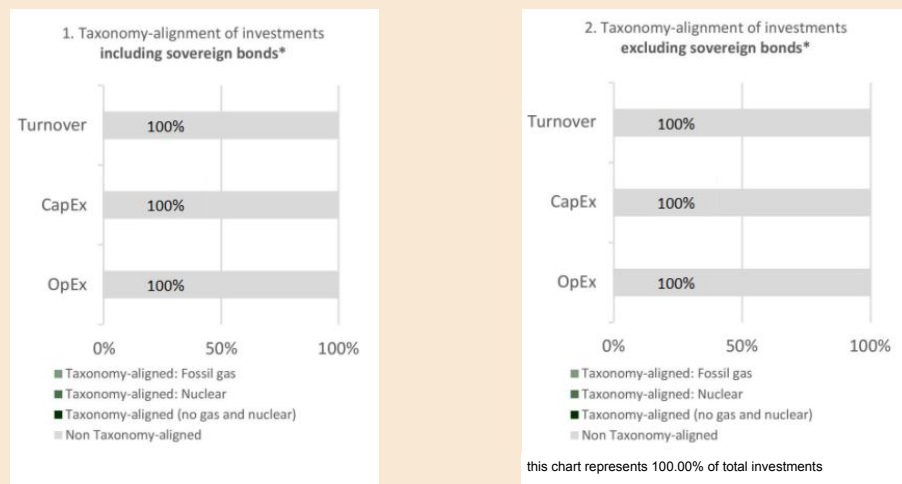 1. Taxonomy-alignment of investments
including sovereign bonds*
Turnover
100%
CapEx
100%
OpEx
100%
0%
50%
100%
Taxonomy-aligned: Fossil gas
Taxonomy-aligned: Nuclear
Taxonomy-aligned (no gas and nuclear)
Non Taxonomy-aligned
2. Taxonomy-alignment of investments
excluding sovereign bonds*
Turnover
100%
CapEx
100%
OpEx
100%
0%
50%
100%
Taxonomy-aligned: Fossil gas
Taxonomy-aligned: Nuclear
Taxonomy-aligned (no gas and nuclear)
Non Taxonomy-aligned
this chart represents 100.00% of total investments